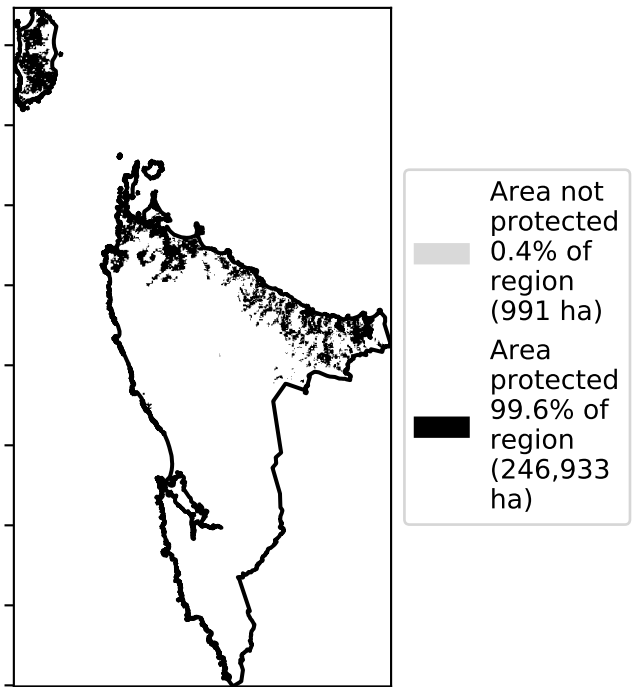 Area not
protected
0.4% of
region
(991 ha)
Area
protected
99.6% of
region
(246,933
ha)